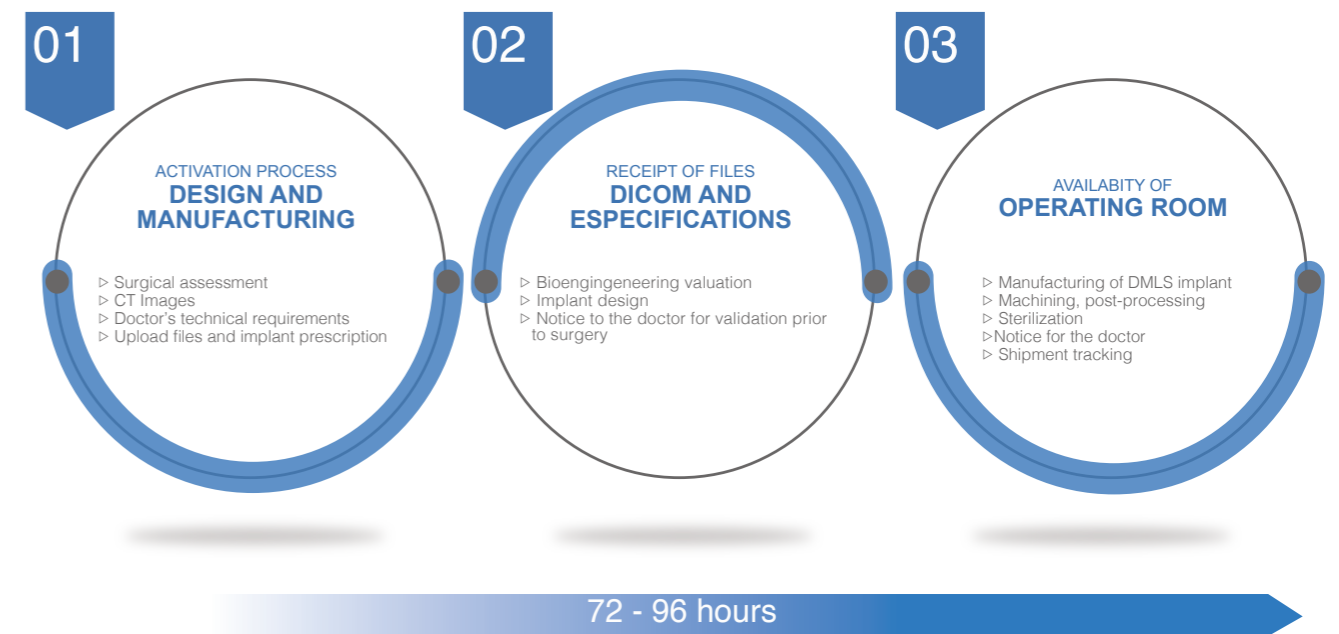 01
ACTIVATION PROCESS
DESIGN AND
MANUFACTURING
▷ Surgical assessment
▷ CT Images
▷ Doctor's technical requirements
▷ Upload files and implant prescription
02
RECEIPT OF FILES
DICOM AND
ESPECIFICATIONS
▷ Bioengingeneering valuation
▷ Implant design
▷ Notice to the doctor for validation prior
to surgery
03
AVAILABITY OF
OPERATING ROOM
▷ Manufacturing of DMLS implant
▷ Machining, post-processing
▷ Sterilization
▷Notice for the doctor
▷ Shipment tracking
72 - 96 hours